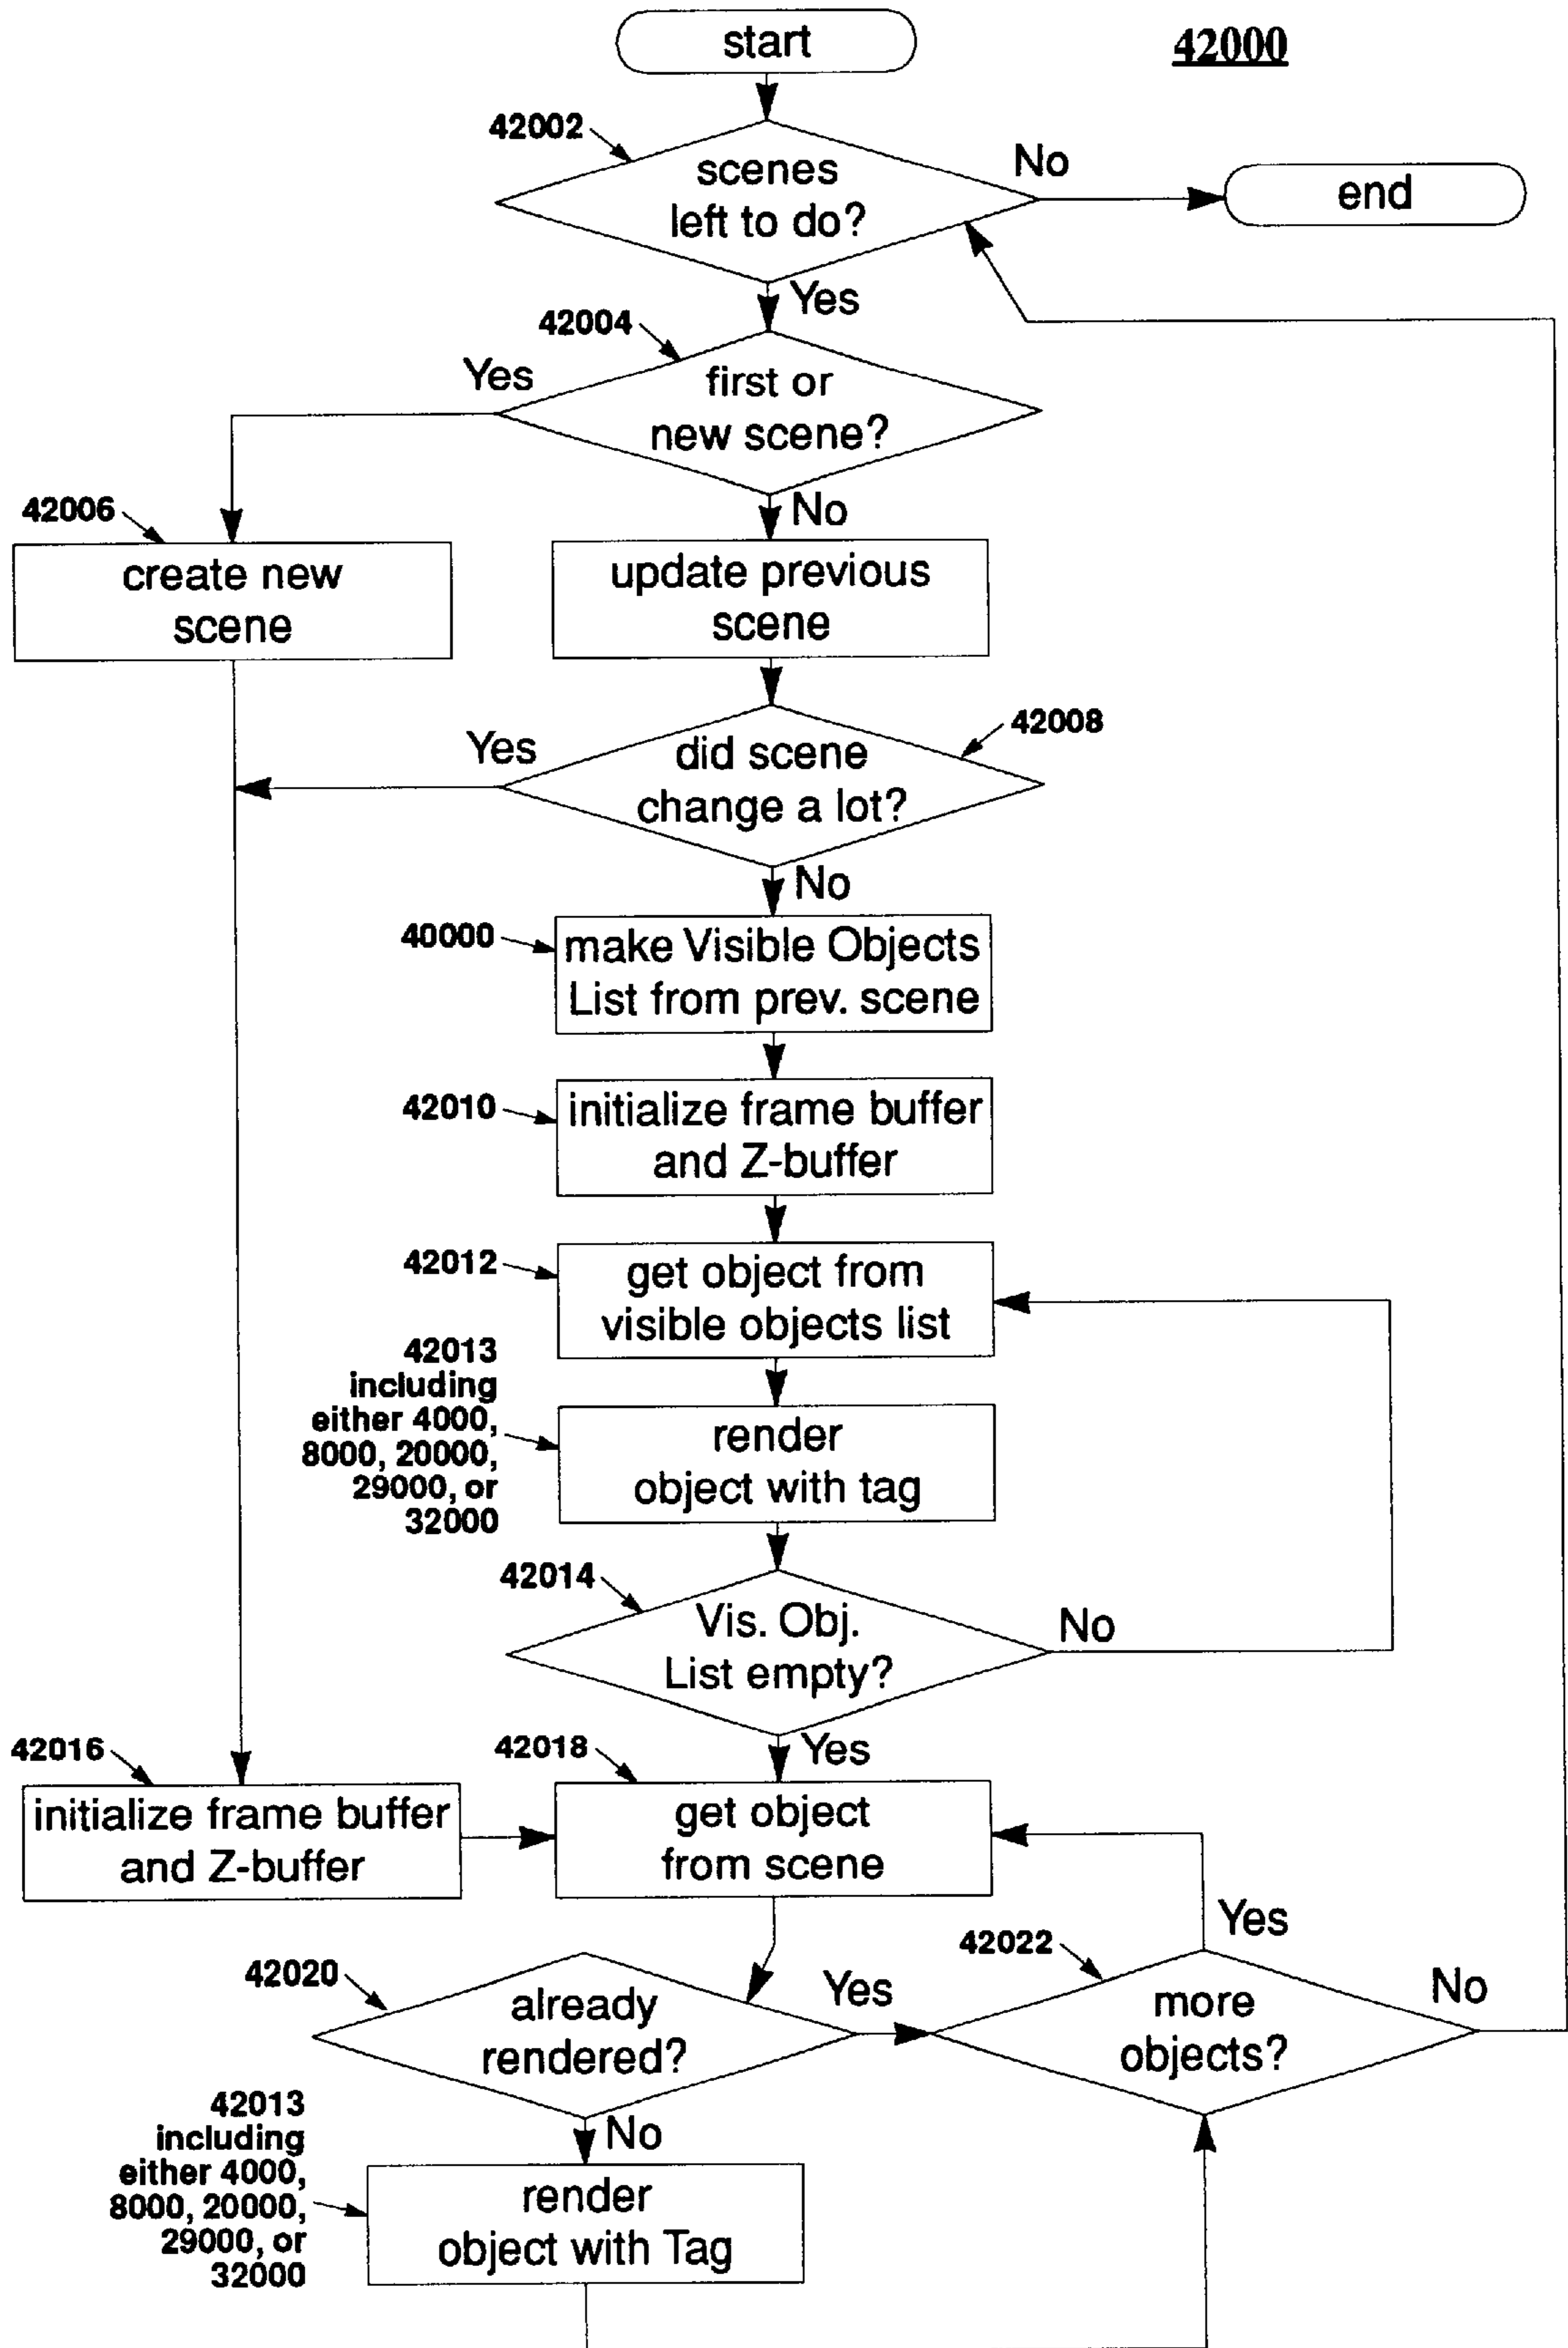 start
42000
42002
scenes
left to do?
No
end
Yes
42004
first or
new scene?
Yes
No
42006
create new
scene
update previous
scene
42008
did scene
change a lot?
Yes
No
40000
make Visible Objects
List from prev. scene
42010
initialize frame buffer
and Z-buffer
42012
get object from
visible objects list
42013
including
either 4000,
8000, 20000,
29000, or
32000
render
object with tag
42014
Vis. Obj.
List empty?
No
Yes
42016
initialize frame buffer
and Z-buffer
42018
get object
from scene
Yes
42020
already
rendered?
Yes
42022
more
objects?
No
No
42013
including
either 4000,
8000, 20000,
29000, or
32000
render
object with Tag